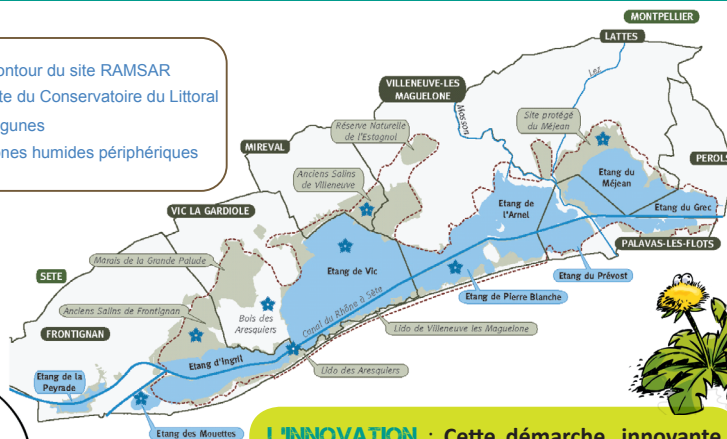 ontour du site RAMSAR
te du Conservatoire du Littoral
gunes
nes humides périphériques
MONTPELLIER
LATTES
Lez
VILLENEUVE-LES
MAGUELONE
Mosson
Site protégé
du Méjean
Réserve Naturelle
de l'Estagnol
MIREVAL
PEROLS
Anciens Salins
de Villeneuve
Etang du
Méjean
Etang de
l'Arnel
Etang du Grec
VIC LA GARDIOLE
PALAVAS-LES-FLOTS
Marais de la Grande Palude
Etang de Vic
Etang du Prévost
SETE
Etang de Pierre Blanche
Anciens Salins de Frontignan
Bois des
Aresquiers
Canal du Rhône à Sète
Lido de Villeneuve les Maguelone
FRONTIGNAN
Etang d'Ingril
Lido des Aresquiers
Etang de la
Peyrade
Etang des Mouettes
L'INNOVATION : Cette démarche innovante